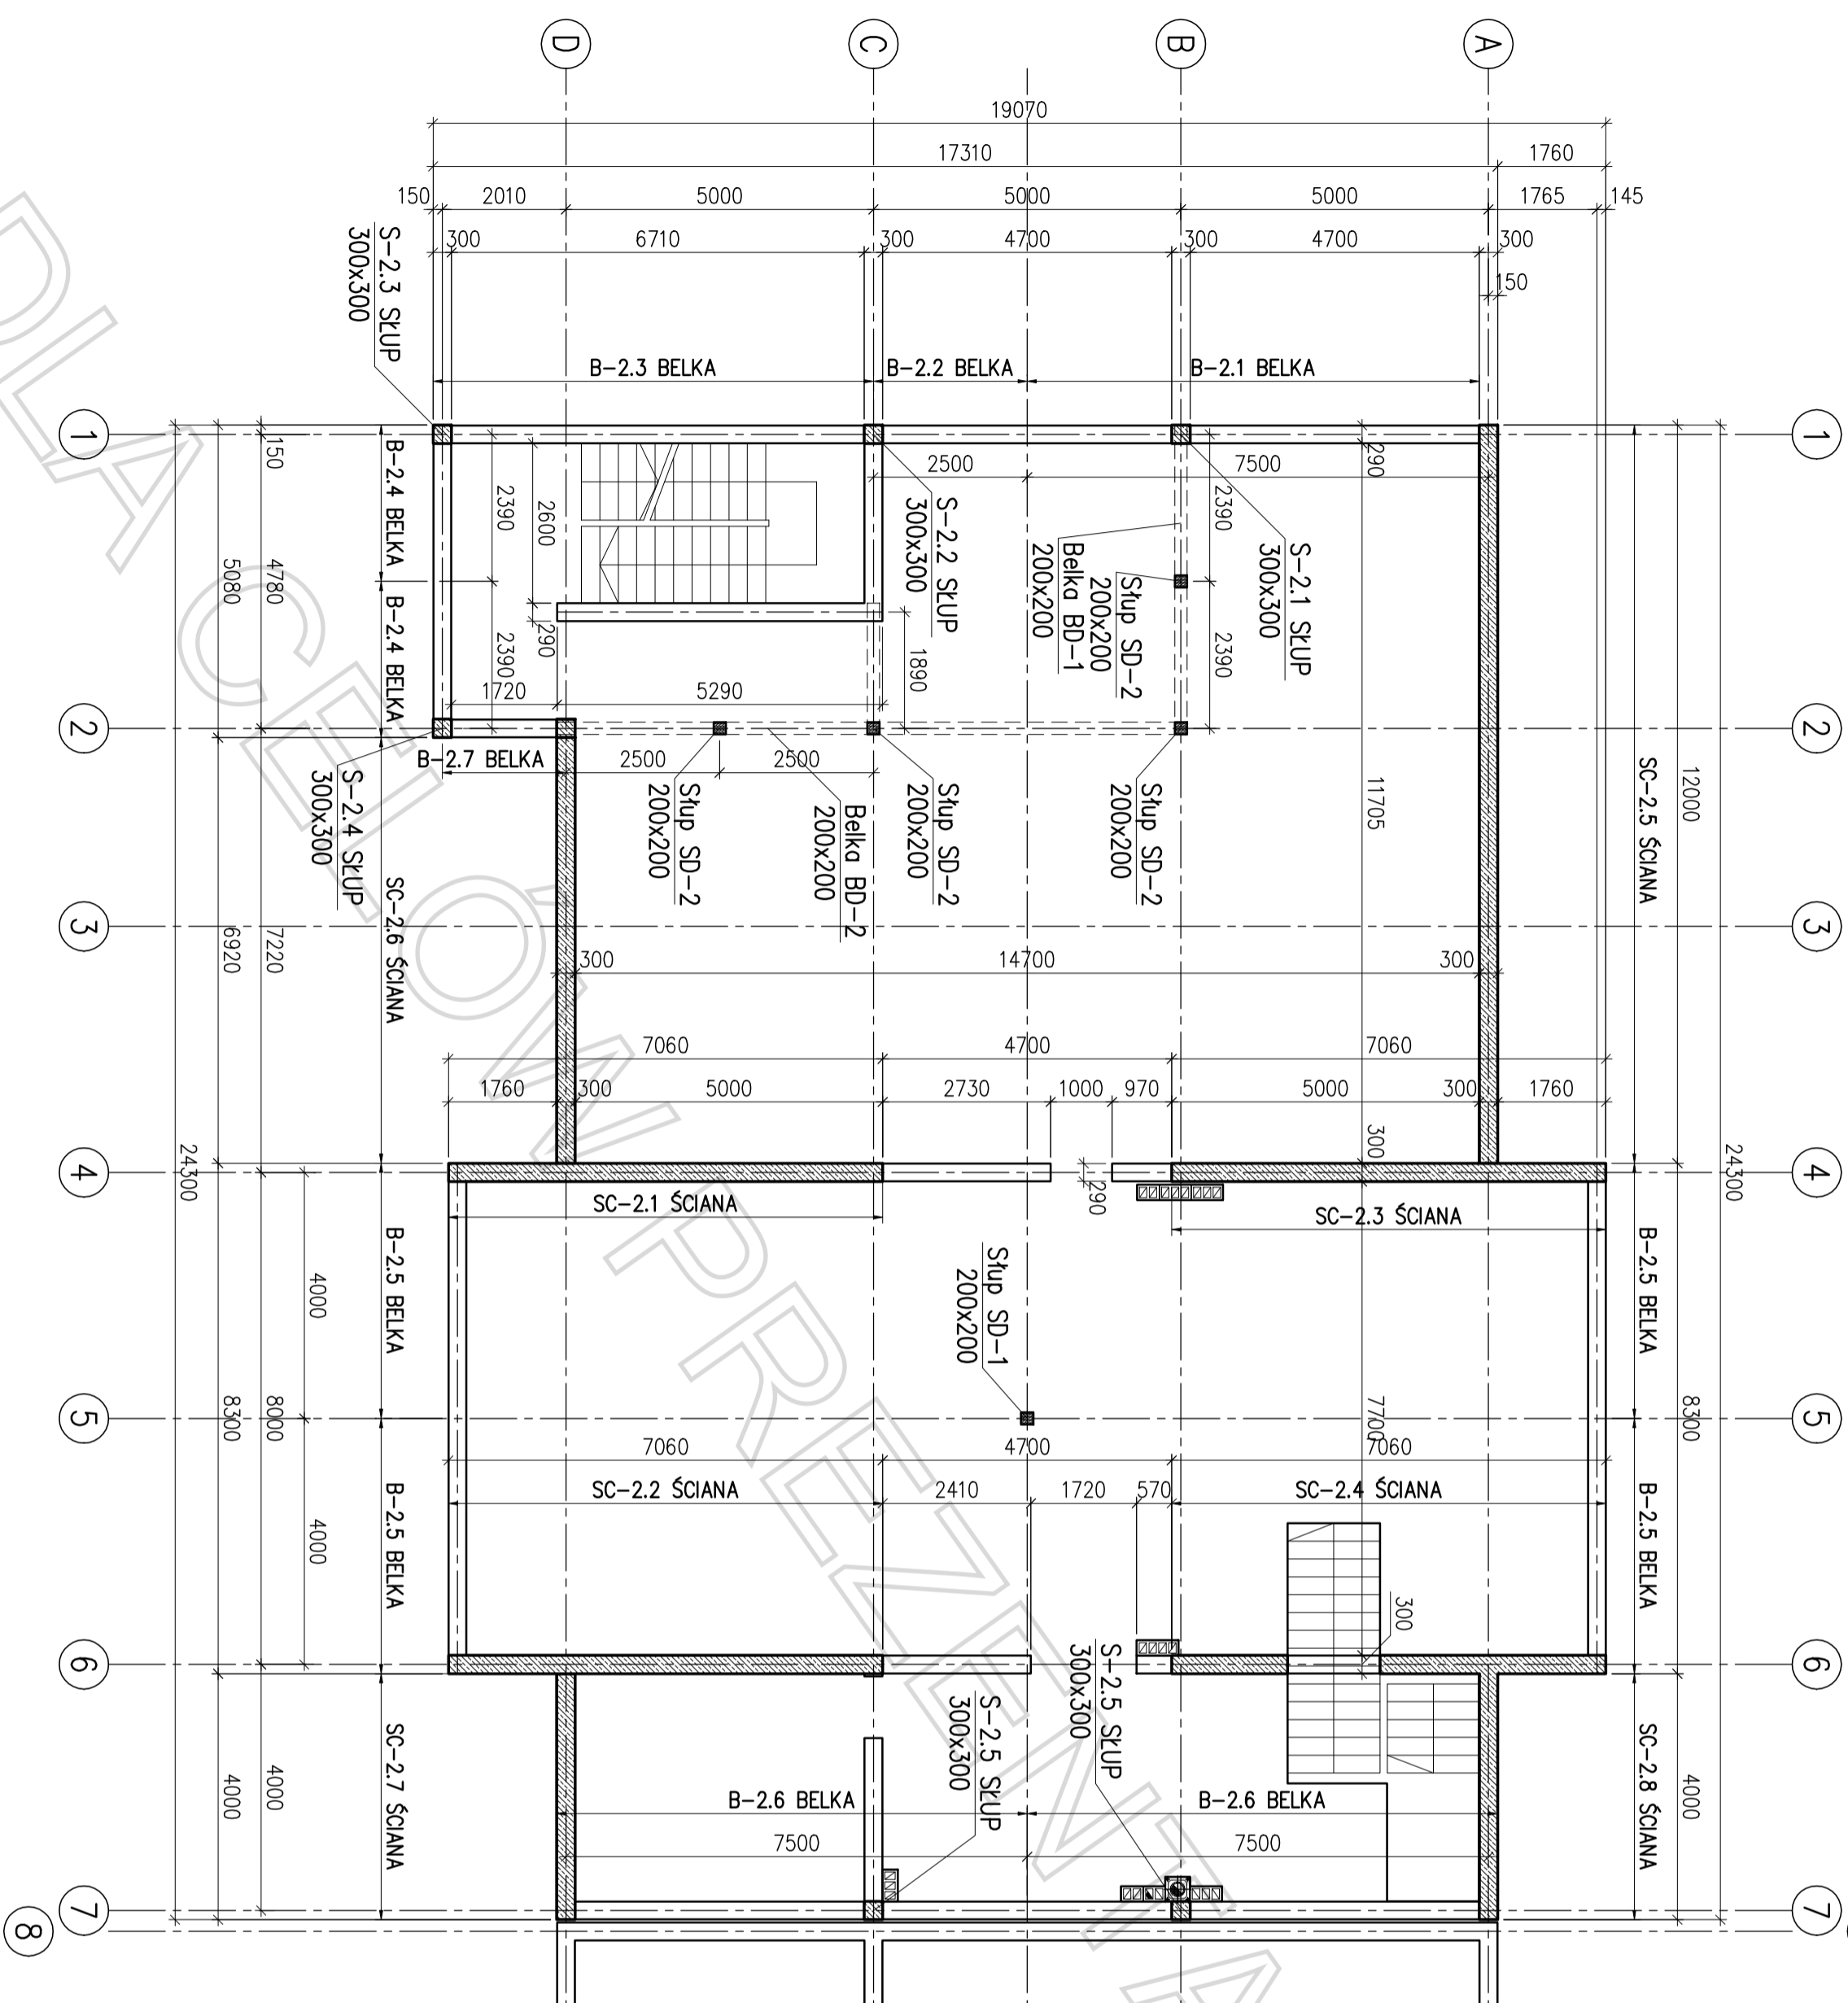 D
C
B
A
19070
17310
1760
150
2010
5000
5000
5000
1765
145
300
6710
300
4700
300
4700
300
150
S-2.3 SŁUP
300x300
B-2.3 BELKA
B-2.2 BELKA
B-2.1 BELKA
1
1
150
B-2.4 BELKA
2390
2600
2500
7500
290
2390
S-2.2 SŁUP
300x300
S-2.1 SŁUP
300x300
Słup SD-2
200x200
Belka BD-1
200x200
4780
5080
B-2.4 BELKA
2390
290
1890
2390
1720
5290
2
2
B-2.7 BELKA
2500
2500
S-2.4 SŁUP
300x300
Słup SD-2
200x200
Belka BD-2
200x200
Słup SD-2
200x200
Słup SD-2
200x200
11705
12000
SC-2.5 ŚCIANA
SC-2.6 ŚCIANA
7220
6920
3
3
300
14700
300
7060
4700
7060
1760
300
5000
2730
1000
970
5000
300
1760
300
24300
24300
4
4
290
SC-2.1 ŚCIANA
SC-2.3 ŚCIANA
B-2.5 BELKA
B-2.5 BELKA
4000
Słup SD-1
200x200
8000
8300
7700
8300
5
5
7060
4700
7060
SC-2.2 ŚCIANA
2410
1720
570
SC-2.4 ŚCIANA
B-2.5 BELKA
B-2.5 BELKA
4000
300
6
6
S-2.5 SŁUP
300x300
S-2.5 SŁUP
300x300
SC-2.7 ŚCIANA
SC-2.8 ŚCIANA
4000
4000
4000
B-2.6 BELKA
B-2.6 BELKA
7500
7500
7
7
8
DLA CELÓW PREZENTA